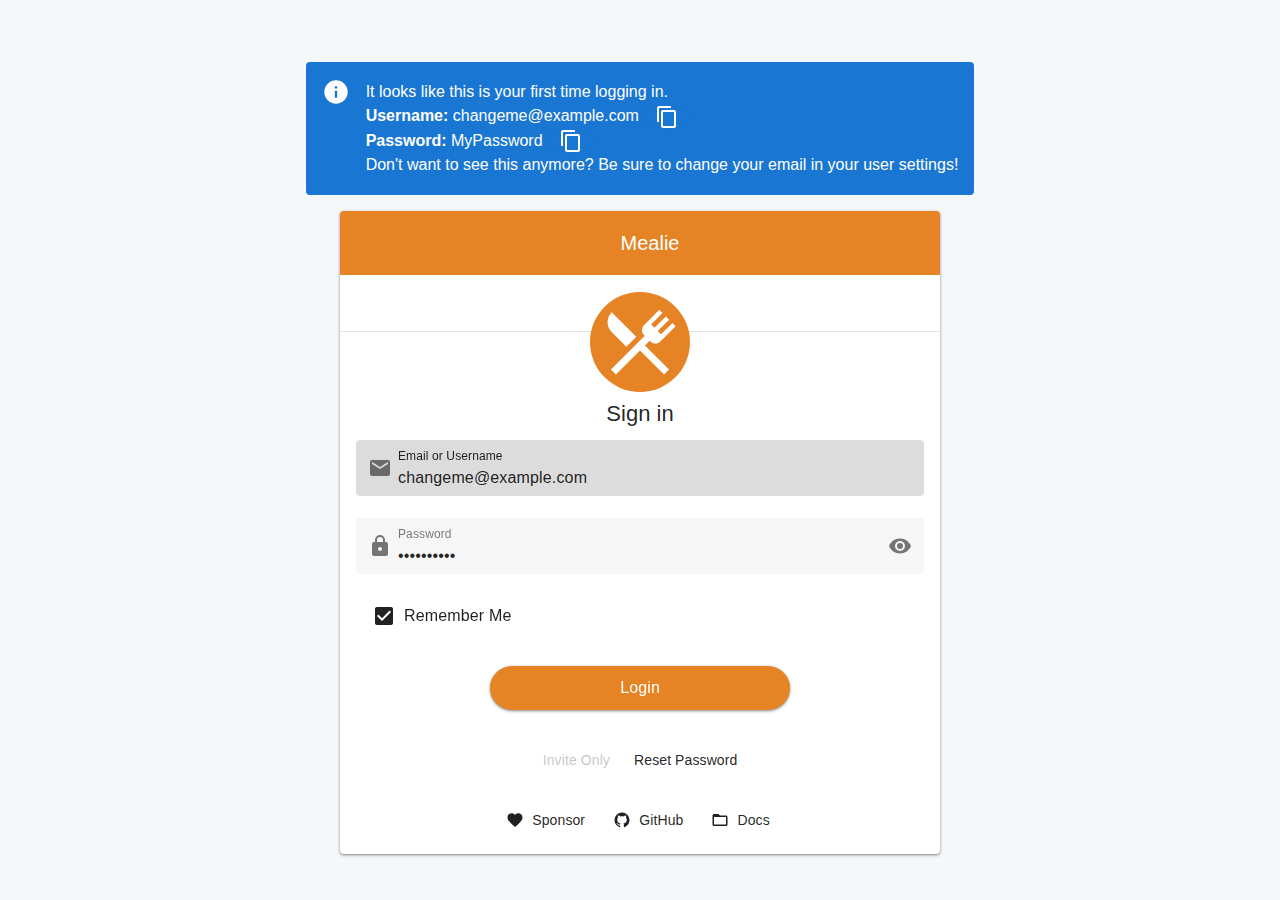 It looks like this is your first time logging in.
Username: changeme@example.com
Password: MyPassword
Don't want to see this anymore? Be sure to change your email in your user settings!
Mealie
Sign in
Email or Username
changeme@example.com
Password
••••••••••
Remember Me
Login
Invite Only Reset Password
Sponsor GitHub Docs